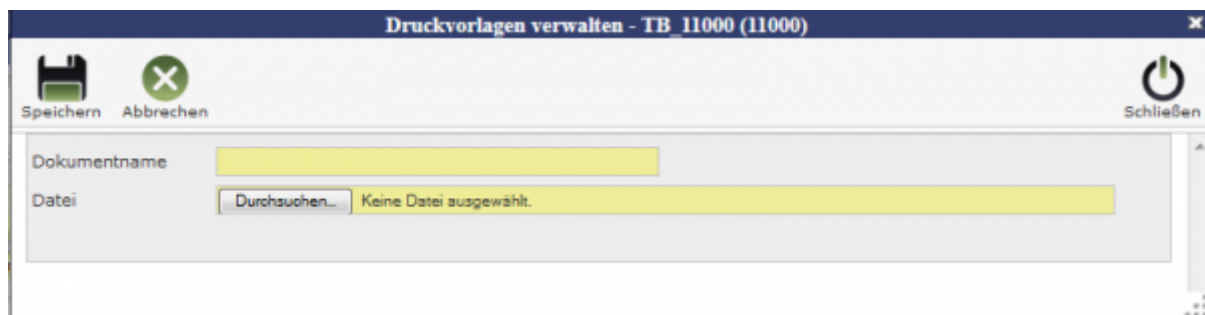 Druckvorlagen verwalten - TB_11000 (11000)
Speichern Abbrechen Schließen
Dokumentname
Datei Durchsuchen... Keine Datei ausgewählt.